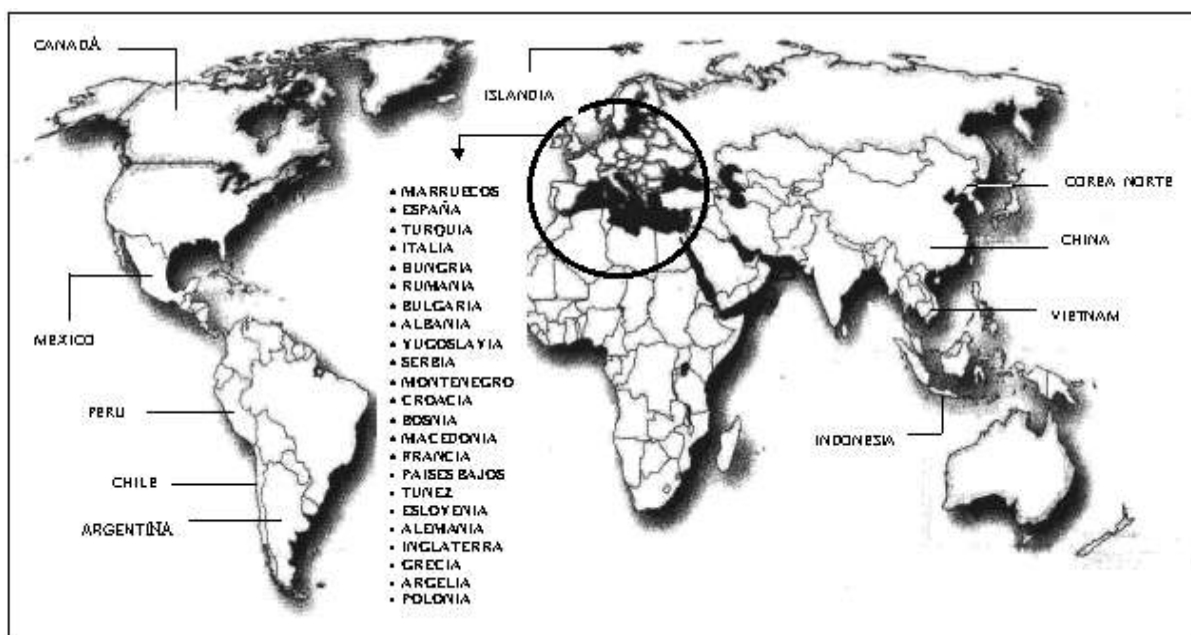 CANADÁ
ISLANDIA
• MARRUECOS
• ESPAÑA
• TURQUIA
• ITALIA
• HUNGRIA
• RUMANIA
• BULGARIA
• ALBANIA
• YUGOSLAVIA
• SERBIA
• MONTENEGRO
• CROACIA
• BOSNIA
• MACEDONIA
• FRANCIA
• PAISES BAJOS
• TUNEZ
• ESLOVENIA
• ALEMANIA
• INGLATERRA
• GRECIA
• ARGELIA
• POLONIA
COREA NORTE
CHINA
VIETNAM
INDONESIA
MEXICO
PERU
CHILE
ARGENTINA